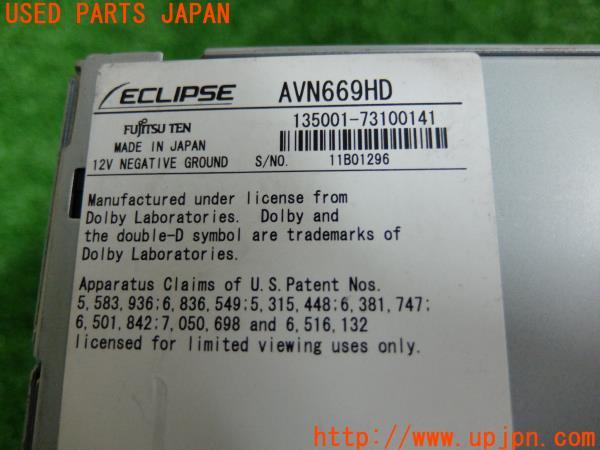 USED PARTS JAPAN
ECLIPSE AVN669HD
FUJITSU TEN 135001-73100141
MADE IN JAPAN
12V NEGATIVE GROUND S/NO. 11B01296
Manufactured under license from
Dolby Laboratories. Dolby and
the double-D symbol are trademarks of
Dolby Laboratories.
Apparatus Claims of U.S. Patent Nos.
5,583,936;6,836,549;5,315,448;6,381,747;
6,501,842;7,050,698 and 6,516,132
licensed for limited viewing uses only.
http://www.upjpn.com